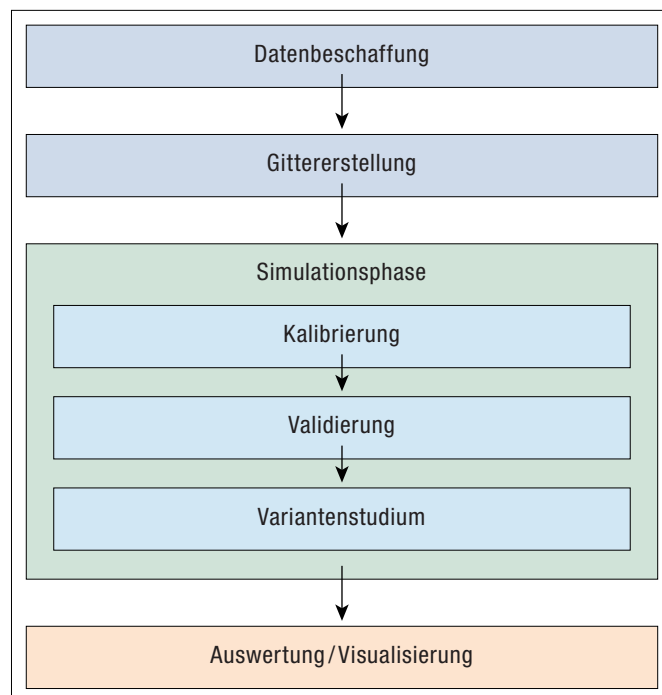 Datenbeschaffung
Gittererstellung
Simulationsphase
Kalibrierung
Validierung
Variantenstudium
Auswertung/Visualisierung